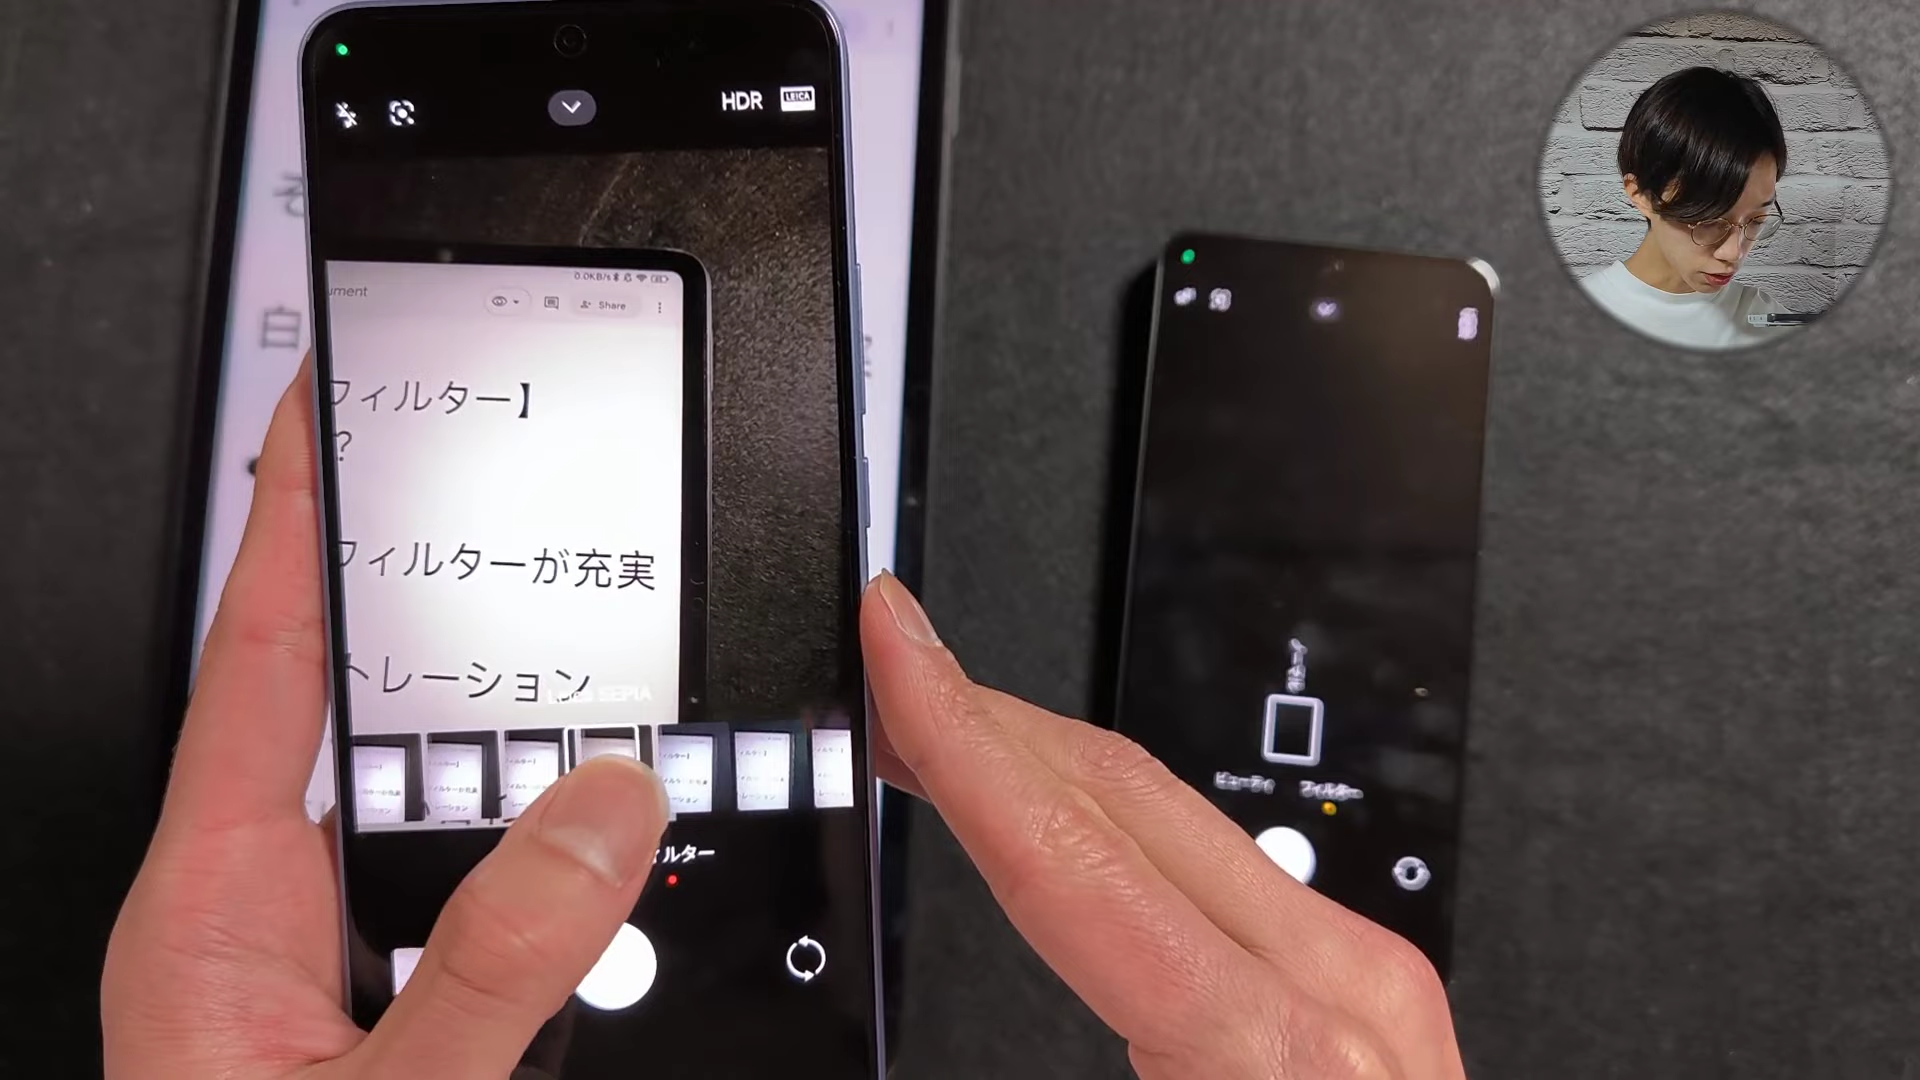 HDR
LEICA
0.0KB/s
ument
Share
フィルター】
?
フィルターが充実
トレーション
Leica SEPIA
ィルター
ビューティ
フィルター
白